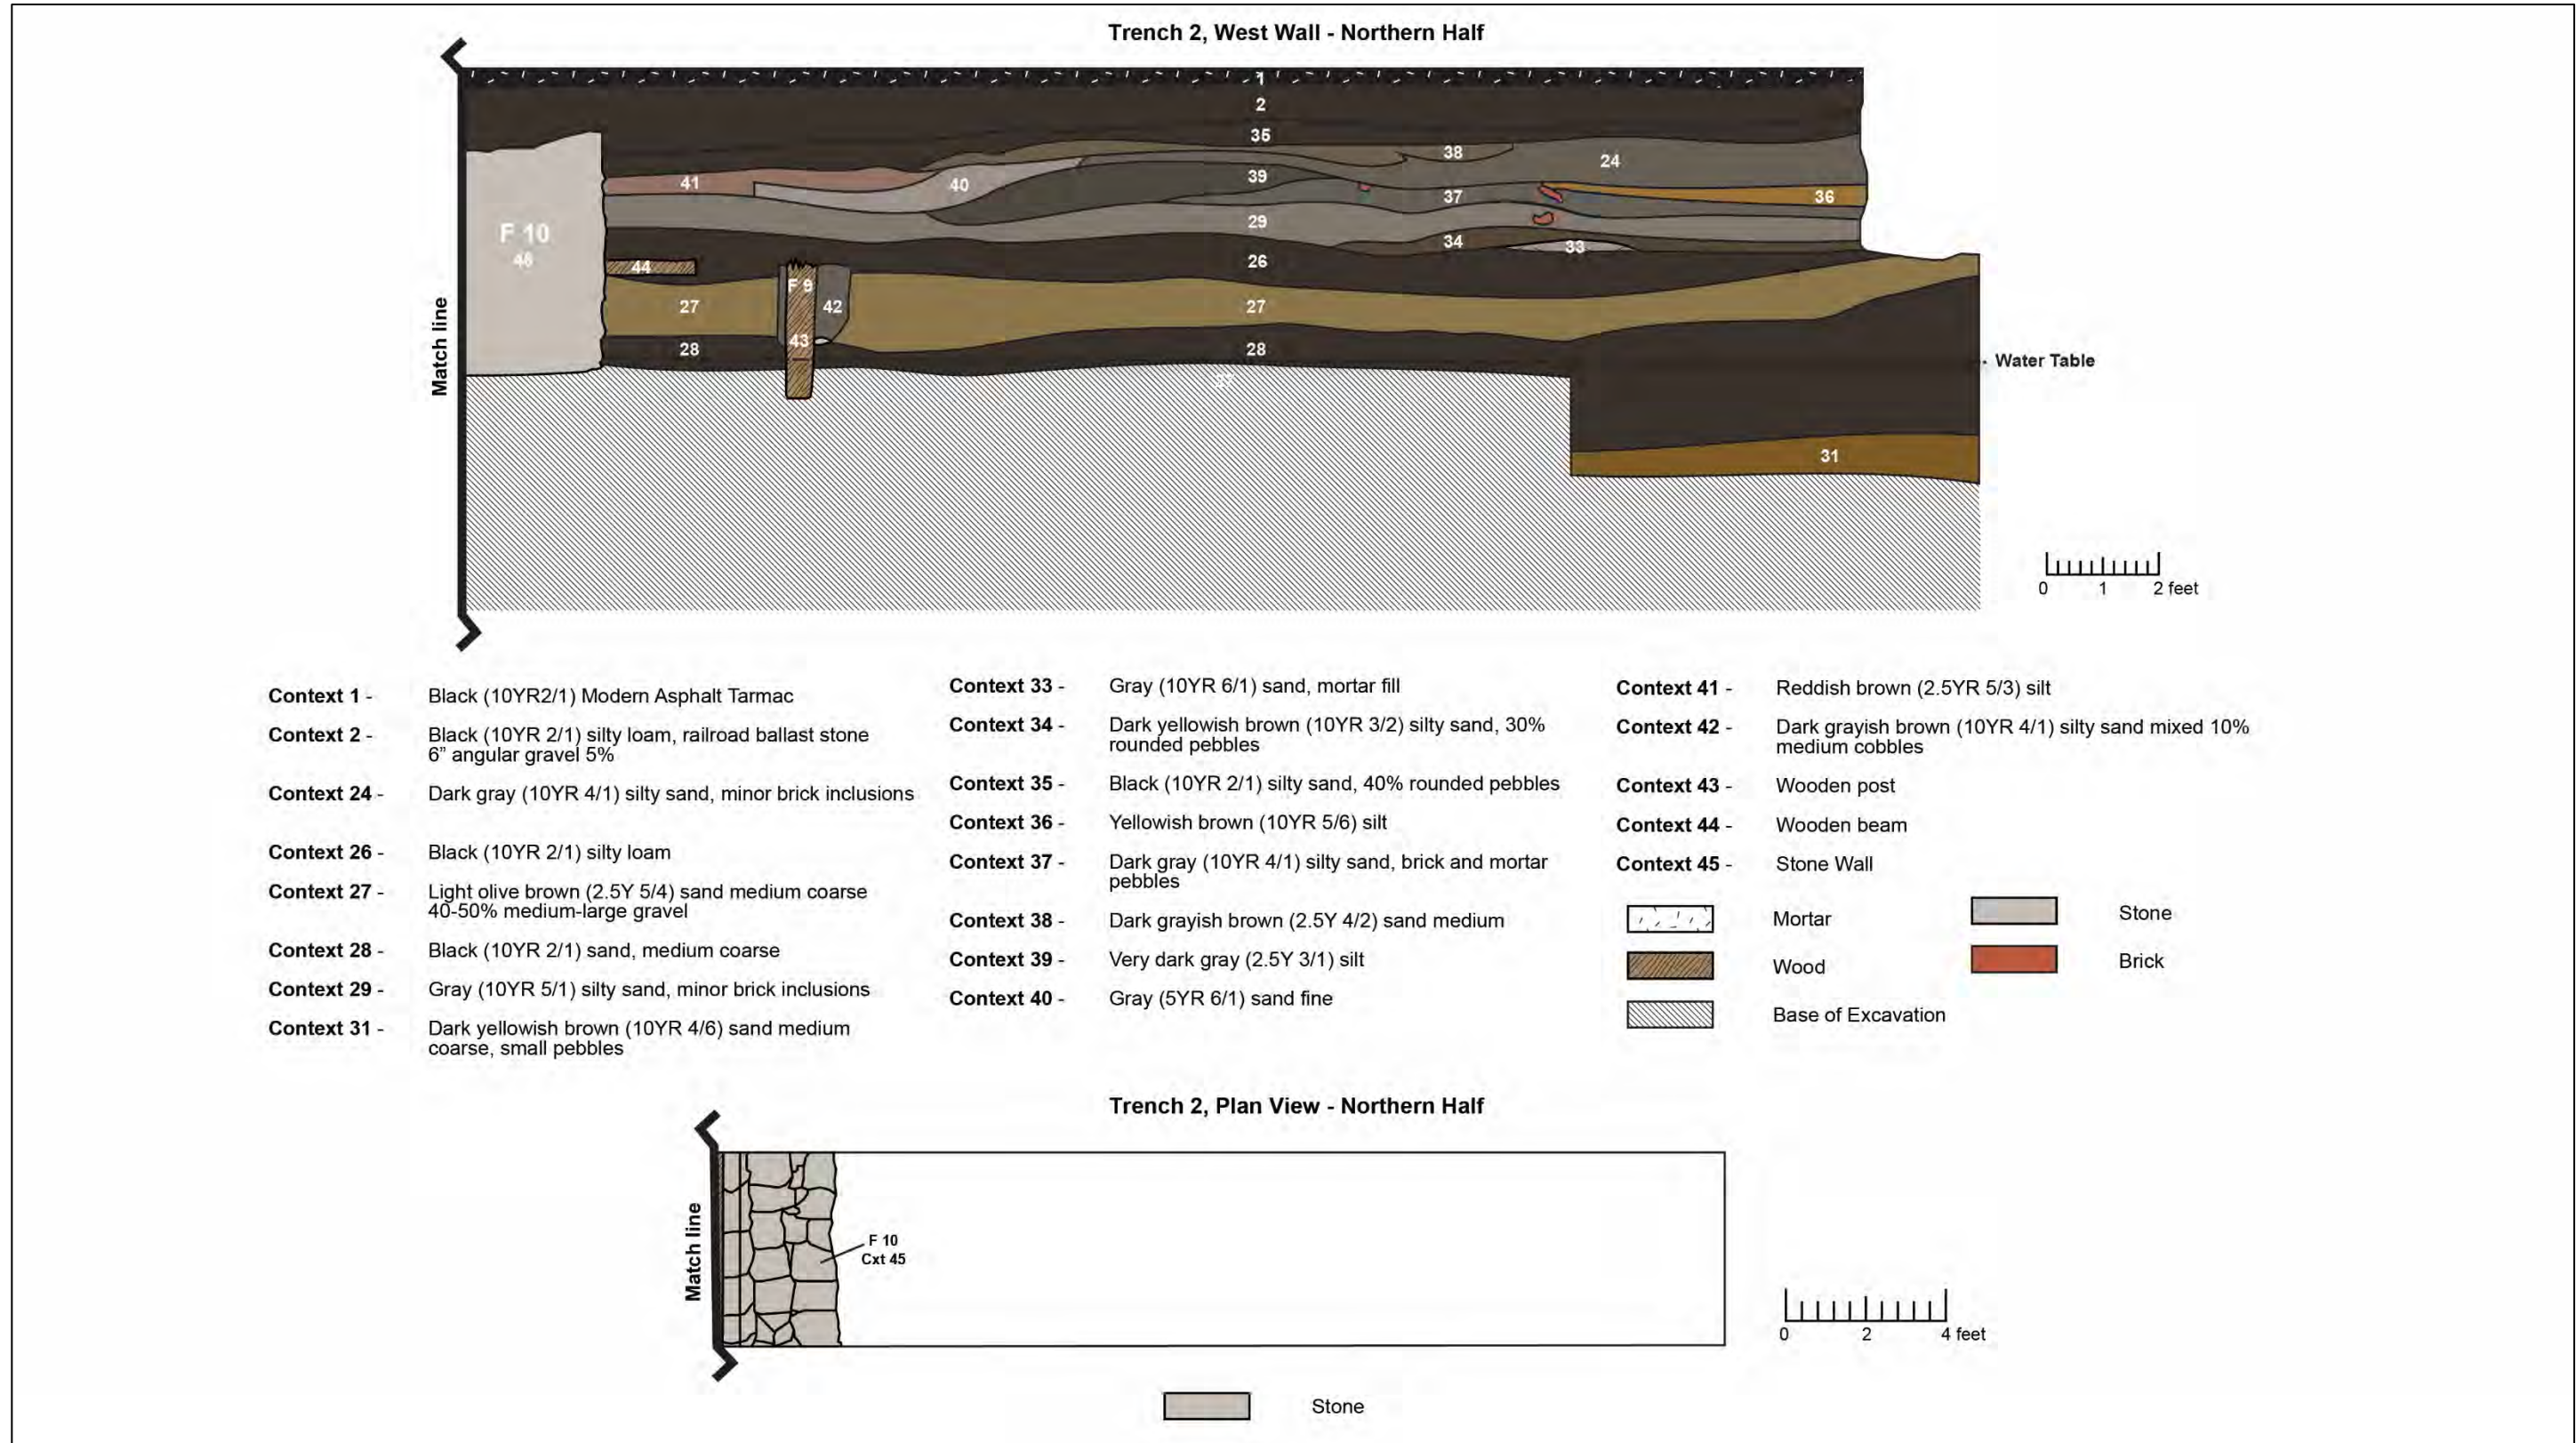 Trench 2, West Wall - Northern Half
1
2
35
38
24
41
40
39
37
36
29
34
33
26
44
F 10
F 9
27
42
27
43
28
28
Match line
Water Table
31
0 1 2 feet
Context 1 - Black (10YR2/1) Modern Asphalt Tarmac
Context 2 - Black (10YR 2/1) silty loam, railroad ballast stone
6” angular gravel 5%
Context 24 - Dark gray (10YR 4/1) silty sand, minor brick inclusions
Context 26 - Black (10YR 2/1) silty loam
Context 27 - Light olive brown (2.5Y 5/4) sand medium coarse
40-50% medium-large gravel
Context 28 - Black (10YR 2/1) sand, medium coarse
Context 29 - Gray (10YR 5/1) silty sand, minor brick inclusions
Context 31 - Dark yellowish brown (10YR 4/6) sand medium
coarse, small pebbles
Context 33 - Gray (10YR 6/1) sand, mortar fill
Context 34 - Dark yellowish brown (10YR 3/2) silty sand, 30%
rounded pebbles
Context 35 - Black (10YR 2/1) silty sand, 40% rounded pebbles
Context 36 - Yellowish brown (10YR 5/6) silt
Context 37 - Dark gray (10YR 4/1) silty sand, brick and mortar
pebbles
Context 38 - Dark grayish brown (2.5Y 4/2) sand medium
Context 39 - Very dark gray (2.5Y 3/1) silt
Context 40 - Gray (5YR 6/1) sand fine
Context 41 - Reddish brown (2.5YR 5/3) silt
Context 42 - Dark grayish brown (10YR 4/1) silty sand mixed 10%
medium cobbles
Context 43 - Wooden post
Context 44 - Wooden beam
Context 45 - Stone Wall
Mortar
Stone
Wood
Brick
Base of Excavation
Trench 2, Plan View - Northern Half
Match line
F 10
Cxt 45
0 2 4 feet
Stone